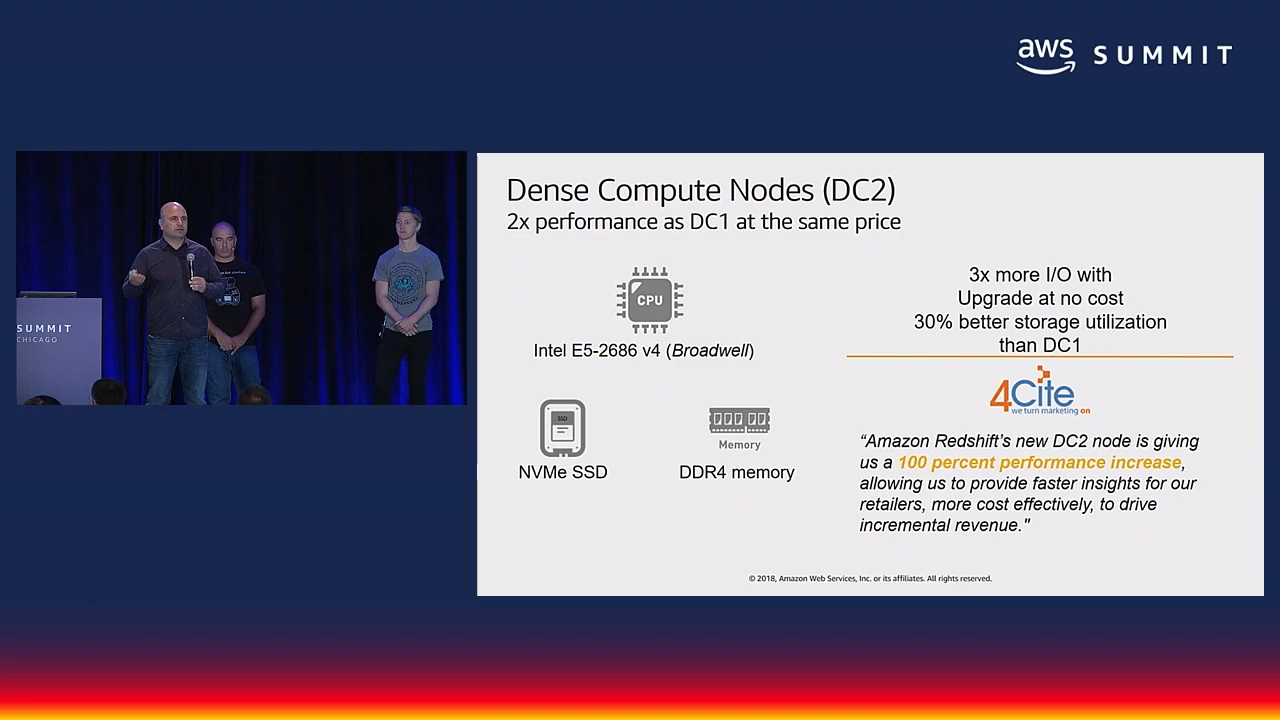 aws SUMMIT
SUMMIT
CHICAGO
Dense Compute Nodes (DC2)
2x performance as DC1 at the same price
CPU
Intel E5-2686 v4 (Broadwell)
SSD
NVMe SSD
Memory
DDR4 memory
3x more I/O with
Upgrade at no cost
30% better storage utilization
than DC1
4Cite
we turn marketing on
“Amazon Redshift’s new DC2 node is giving
us a 100 percent performance increase,
allowing us to provide faster insights for our
retailers, more cost effectively, to drive
incremental revenue."
© 2018, Amazon Web Services, Inc. or its affiliates. All rights reserved.